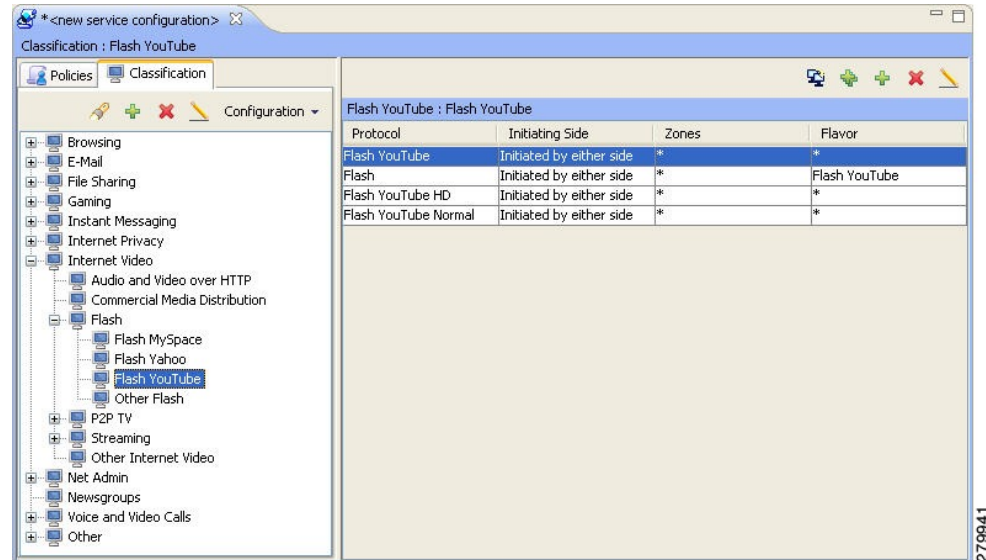 *<new service configuration>
Classification : Flash YouTube
Policies
Classification
Configuration
Browsing
E-Mail
File Sharing
Gaming
Instant Messaging
Internet Privacy
Internet Video
Audio and Video over HTTP
Commercial Media Distribution
Flash
Flash MySpace
Flash Yahoo
Flash YouTube
Other Flash
P2P TV
Streaming
Other Internet Video
Net Admin
Newsgroups
Voice and Video Calls
Other
Flash YouTube : Flash YouTube
Protocol Initiating Side Zones Flavor
Flash YouTube Initiated by either side * *
Flash Initiated by either side * Flash YouTube
Flash YouTube HD Initiated by either side * *
Flash YouTube Normal Initiated by either side * *
279941